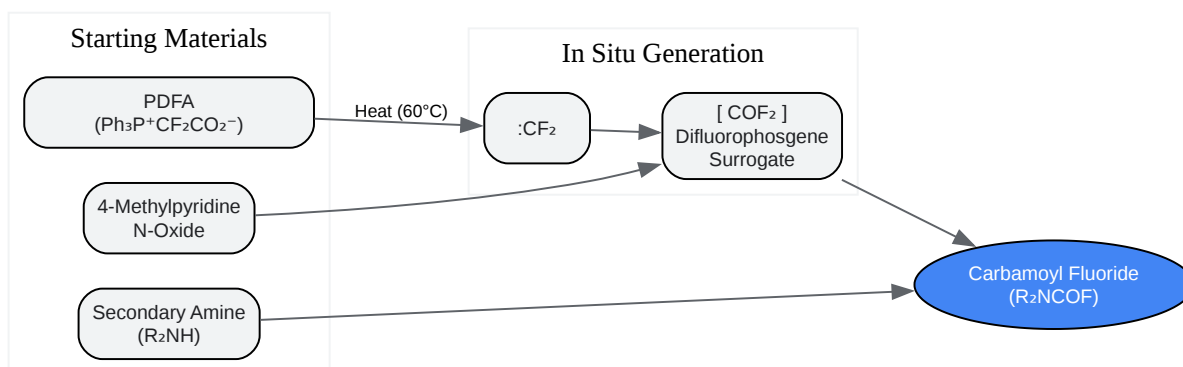 Starting Materials
PDFA
(Ph₃P⁺CF₂CO₂⁻)
4-Methylpyridine
N-Oxide
Secondary Amine
(R₂NH)
Heat (60°C)
In Situ Generation
:CF₂
[ COF₂ ]
Difluorophosgene
Surrogate
Carbamoyl Fluoride
(R₂NCOF)